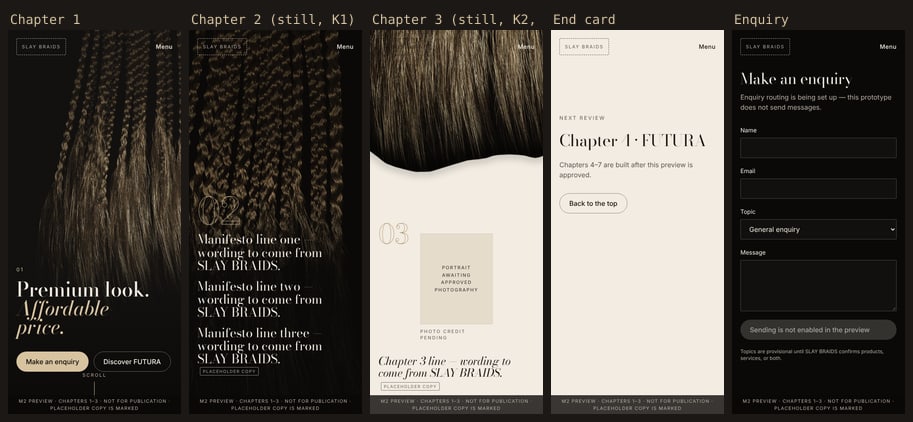 Chapter 1
SLAY BRAIDS
Menu
01
Premium look.
Affordable
price.
Make an enquiry
Discover FUTURA
SCROLL
M2 PREVIEW · CHAPTERS 1–3 · NOT FOR PUBLICATION ·
PLACEHOLDER COPY IS MARKED
Chapter 2 (still, K1)
SLAY BRAIDS
Menu
02
Manifesto line one —
wording to come from
SLAY BRAIDS.
Manifesto line two —
wording to come from
SLAY BRAIDS.
Manifesto line three —
wording to come from
SLAY BRAIDS.
PLACEHOLDER COPY
M2 PREVIEW · CHAPTERS 1–3 · NOT FOR PUBLICATION ·
PLACEHOLDER COPY IS MARKED
Chapter 3 (still, K2,
Menu
03
PORTRAIT
AWAITING
APPROVED
PHOTOGRAPHY
PHOTO CREDIT
PENDING
Chapter 3 line — wording to
come from SLAY BRAIDS.
PLACEHOLDER COPY
M2 PREVIEW · CHAPTERS 1–3 · NOT FOR PUBLICATION ·
PLACEHOLDER COPY IS MARKED
End card
SLAY BRAIDS
Menu
NEXT REVIEW
Chapter 4 · FUTURA
Chapters 4–7 are built after this preview is
approved.
Back to the top
M2 PREVIEW · CHAPTERS 1–3 · NOT FOR PUBLICATION ·
PLACEHOLDER COPY IS MARKED
Enquiry
SLAY BRAIDS
Menu
Make an enquiry
Enquiry routing is being set up — this prototype
does not send messages.
Name
Email
Topic
General enquiry
Message
Sending is not enabled in the preview
Topics are provisional until SLAY BRAIDS confirms products,
services, or both.
M2 PREVIEW · CHAPTERS 1–3 · NOT FOR PUBLICATION ·
PLACEHOLDER COPY IS MARKED